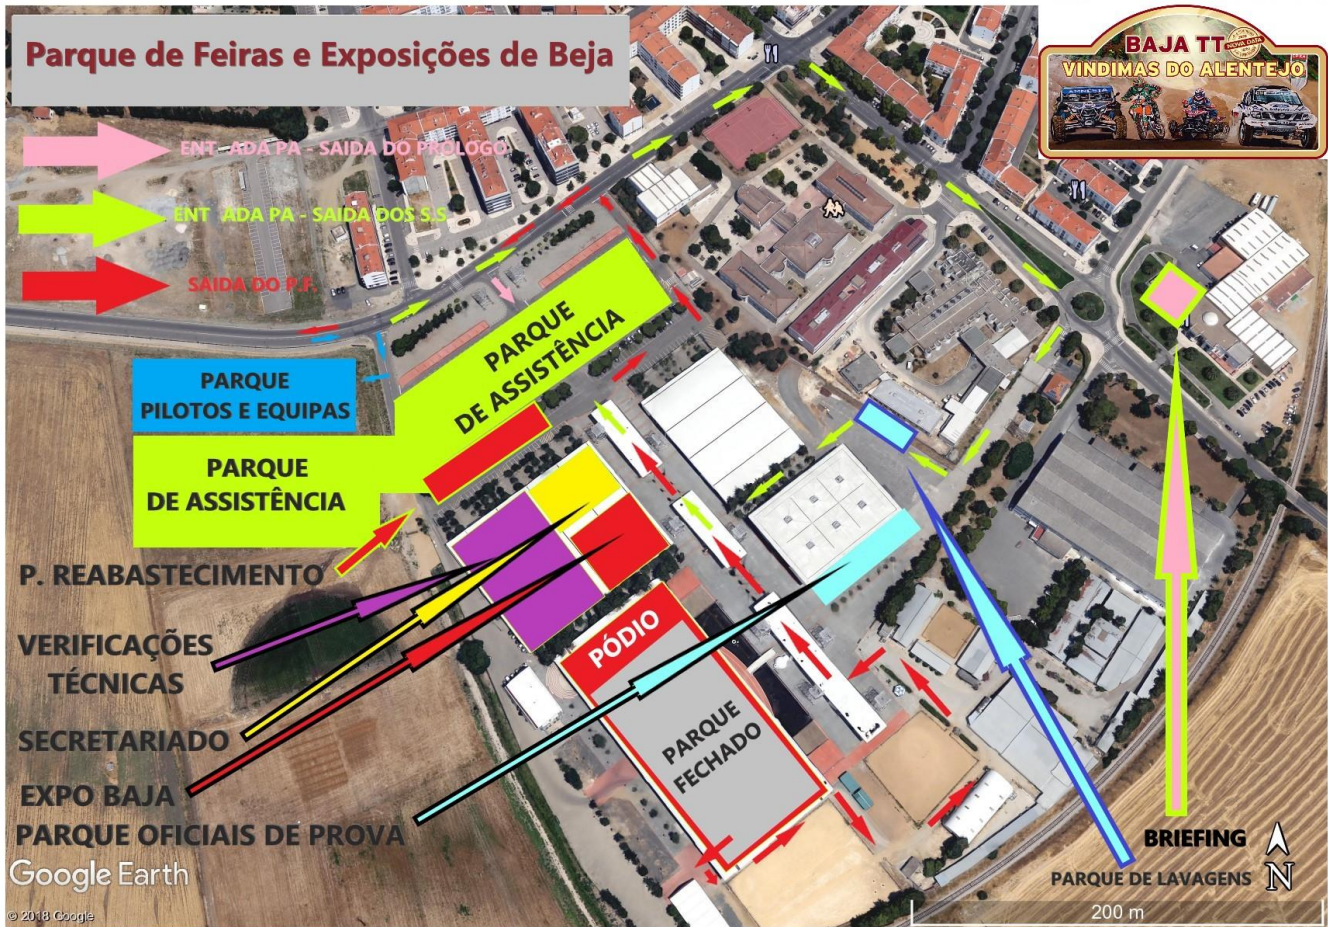 Parque de Feiras e Exposições de Beja
BAJA TT
NOVA DATA
VINDIMAS DO ALENTEJO
ENT ADA PA - SAIDA DO PRÓLOGO
ENT ADA PA - SAIDA DOS S.S.
SAIDA DO P.F.
PARQUE
DE ASSISTÊNCIA
PARQUE
PILOTOS E EQUIPAS
PARQUE
DE ASSISTÊNCIA
P. REABASTECIMENTO
VERIFICAÇÕES
TÉCNICAS
SECRETARIADO
EXPO BAJA
PARQUE OFICIAIS DE PROVA
PÓDIO
PARQUE
FECHADO
BRIEFING
PARQUE DE LAVAGENS
N
Google Earth
© 2018 Google
200 m